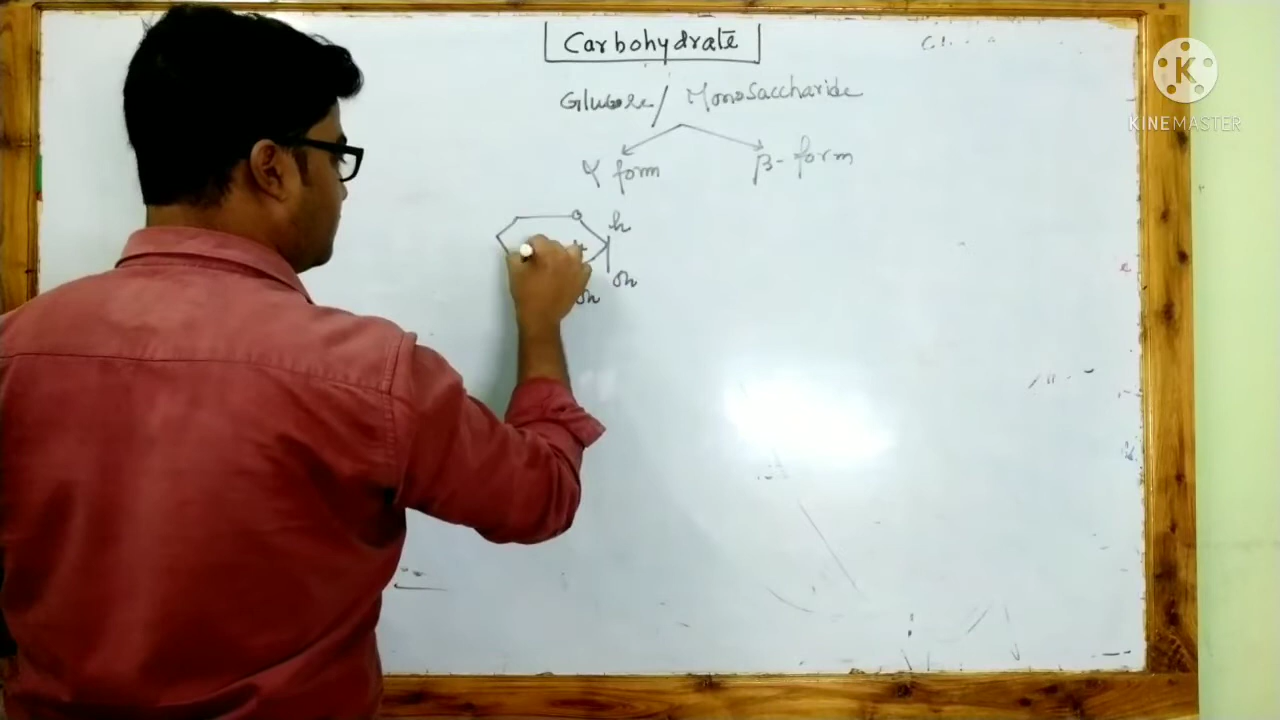 Carbohydrate
Glucose / Monosaccharide
α form
β- form
h
oh
oh
K
KINEMASTER